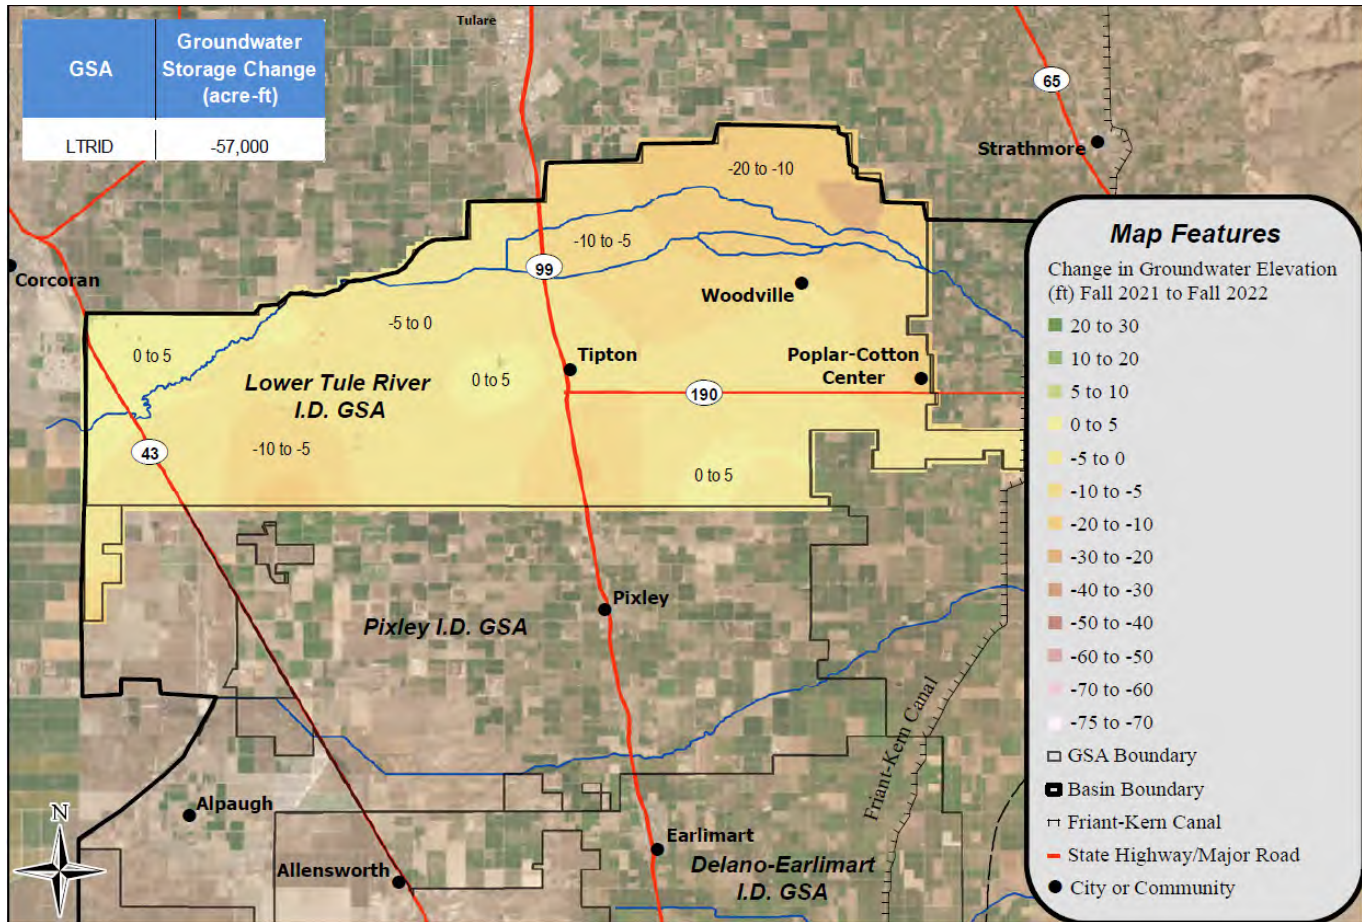 Tulare
GSA
Groundwater
Storage Change
(acre-ft)
LTRID
-57,000
65
Strathmore
-20 to -10
-10 to -5
99
Corcoran
Woodville
-5 to 0
0 to 5
Tipton
Poplar-Cotton
Center
Lower Tule River
I.D. GSA
0 to 5
190
43
-10 to -5
0 to 5
Pixley
Pixley I.D. GSA
Friant-Kern Canal
Alpaugh
N
Earlimart
Allensworth
Delano-Earlimart
I.D. GSA
Map Features
Change in Groundwater Elevation
(ft) Fall 2021 to Fall 2022
20 to 30
10 to 20
5 to 10
0 to 5
-5 to 0
-10 to -5
-20 to -10
-30 to -20
-40 to -30
-50 to -40
-60 to -50
-70 to -60
-75 to -70
GSA Boundary
Basin Boundary
Friant-Kern Canal
State Highway/Major Road
City or Community